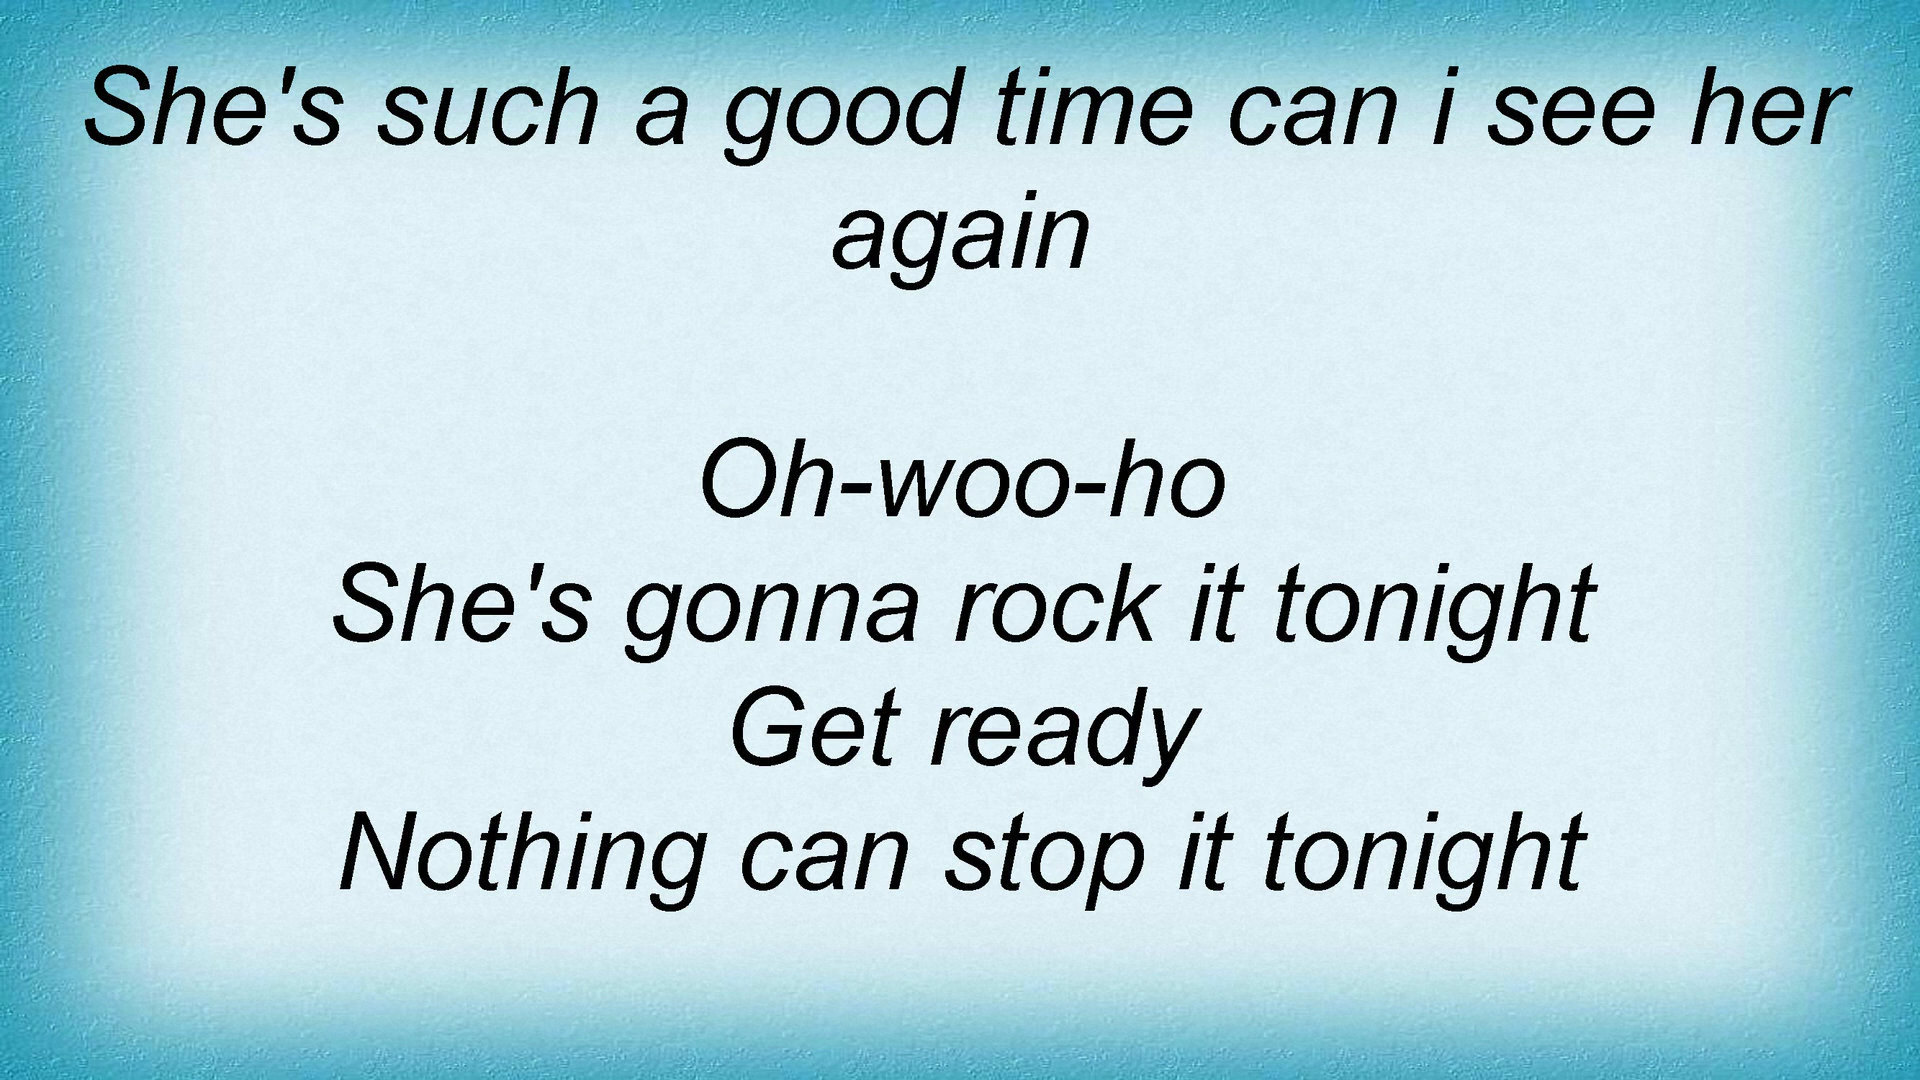 She's such a good time can i see her
again
Oh-woo-ho
She's gonna rock it tonight
Get ready
Nothing can stop it tonight